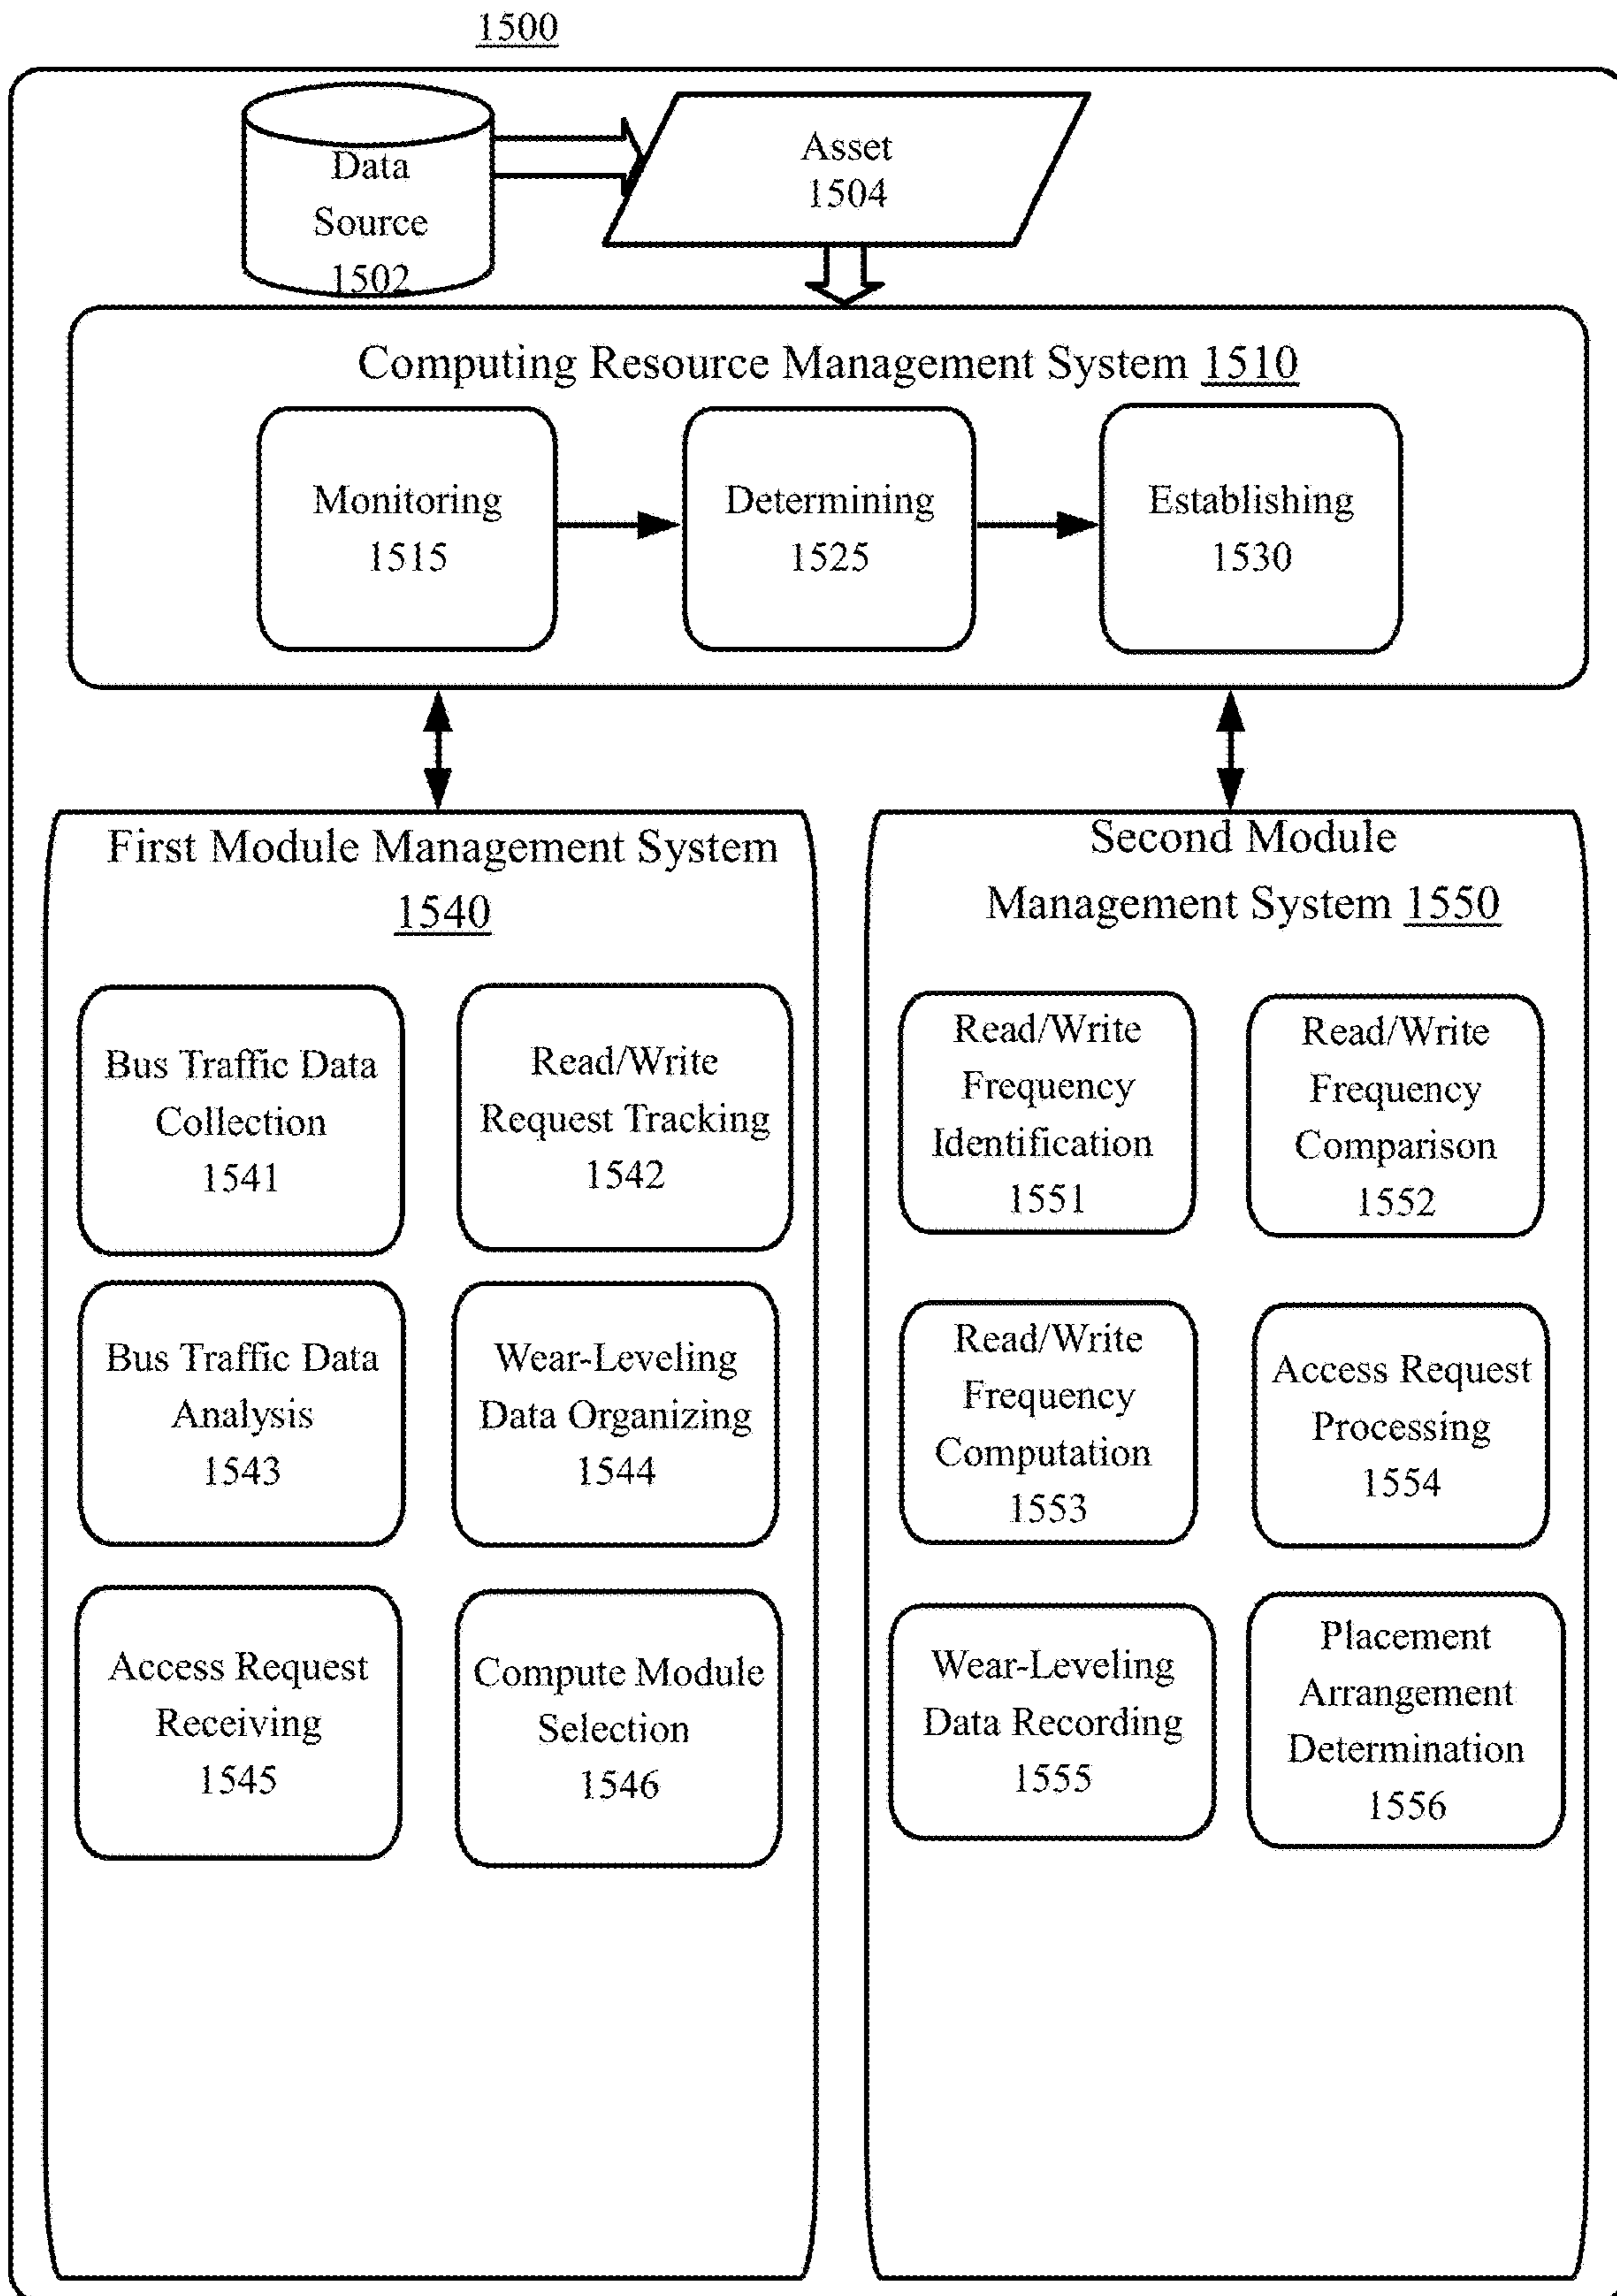 1500
Data
Source
1502
Asset
1504
Computing Resource Management System 1510
Monitoring
1515
Determining
1525
Establishing
1530
First Module Management System
1540
Bus Traffic Data
Collection
1541
Read/Write
Request Tracking
1542
Bus Traffic Data
Analysis
1543
Wear-Leveling
Data Organizing
1544
Access Request
Receiving
1545
Compute Module
Selection
1546
Second Module
Management System 1550
Read/Write
Frequency
Identification
1551
Read/Write
Frequency
Comparison
1552
Read/Write
Frequency
Computation
1553
Access Request
Processing
1554
Wear-Leveling
Data Recording
1555
Placement
Arrangement
Determination
1556